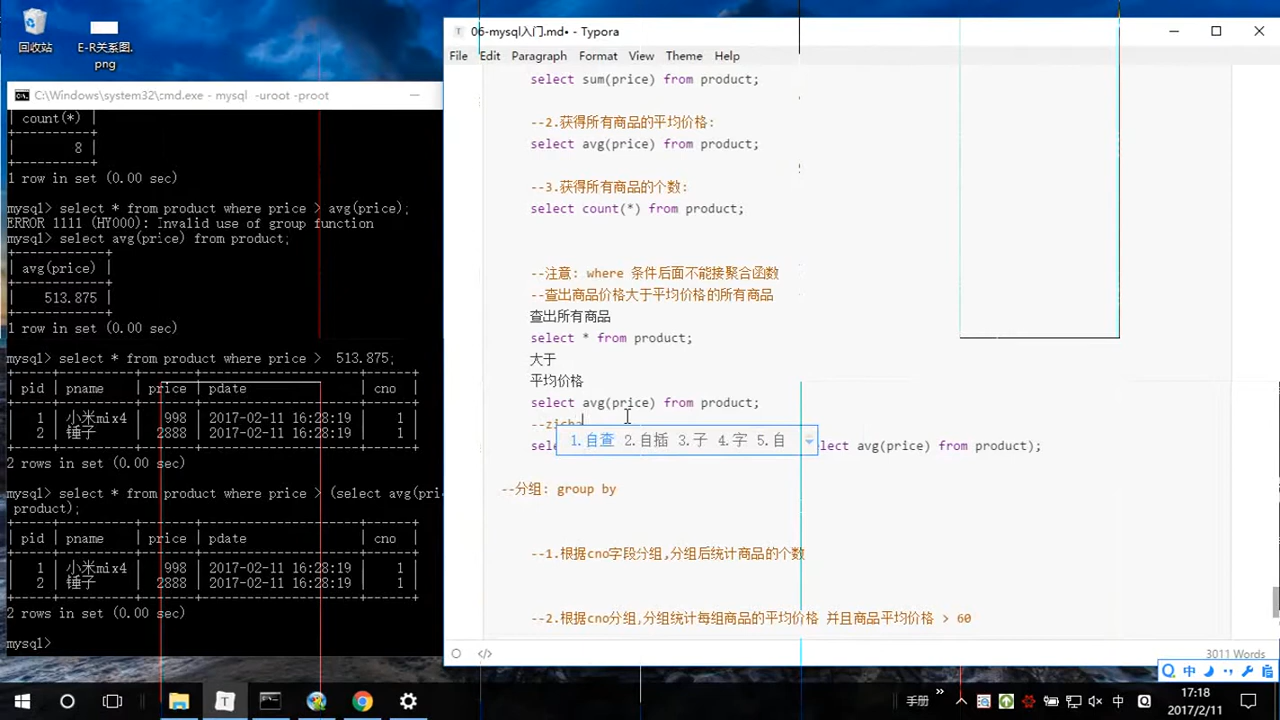 回收站
E-R关系图.
png
C:\Windows\system32\cmd.exe - mysql  -uroot -proot
| count(*) |
+----------+
|        8 |
+----------+
1 row in set (0.00 sec)
mysql> select * from product where price > avg(price);
ERROR 1111 (HY000): Invalid use of group function
mysql> select avg(price) from product;
+------------+
| avg(price) |
+------------+
|    513.875 |
+------------+
1 row in set (0.00 sec)
mysql> select * from product where price >  513.875;
+-----+-----------+-------+---------------------+------+
| pid | pname     | price | pdate               | cno  |
+-----+-----------+-------+---------------------+------+
|   1 | 小米mix4  |   998 | 2017-02-11 16:28:19 |    1 |
|   2 | 锤子      |  2888 | 2017-02-11 16:28:19 |    1 |
+-----+-----------+-------+---------------------+------+
2 rows in set (0.00 sec)
mysql> select * from product where price > (select avg(pri
product);
+-----+-----------+-------+---------------------+------+
| pid | pname     | price | pdate               | cno  |
+-----+-----------+-------+---------------------+------+
|   1 | 小米mix4  |   998 | 2017-02-11 16:28:19 |    1 |
|   2 | 锤子      |  2888 | 2017-02-11 16:28:19 |    1 |
+-----+-----------+-------+---------------------+------+
2 rows in set (0.00 sec)
mysql>
T 06-mysql入门.md• - Typora
File Edit Paragraph Format View Theme Help
select sum(price) from product;
--2.获得所有商品的平均价格:
select avg(price) from product;
--3.获得所有商品的个数:
select count(*) from product;
--注意: where 条件后面不能接聚合函数
--查出商品价格大于平均价格的所有商品
查出所有商品
select * from product;
大于
平均价格
select avg(price) from product;
--zicha
1.自查 2.自插 3.子 4.字 5.自
sele lect avg(price) from product);
--分组: group by
--1.根据cno字段分组,分组后统计商品的个数
--2.根据cno分组,分组统计每组商品的平均价格 并且商品平均价格 > 60
</> 3011 Words
中
T 手册 » 中 17:18
2017/2/11